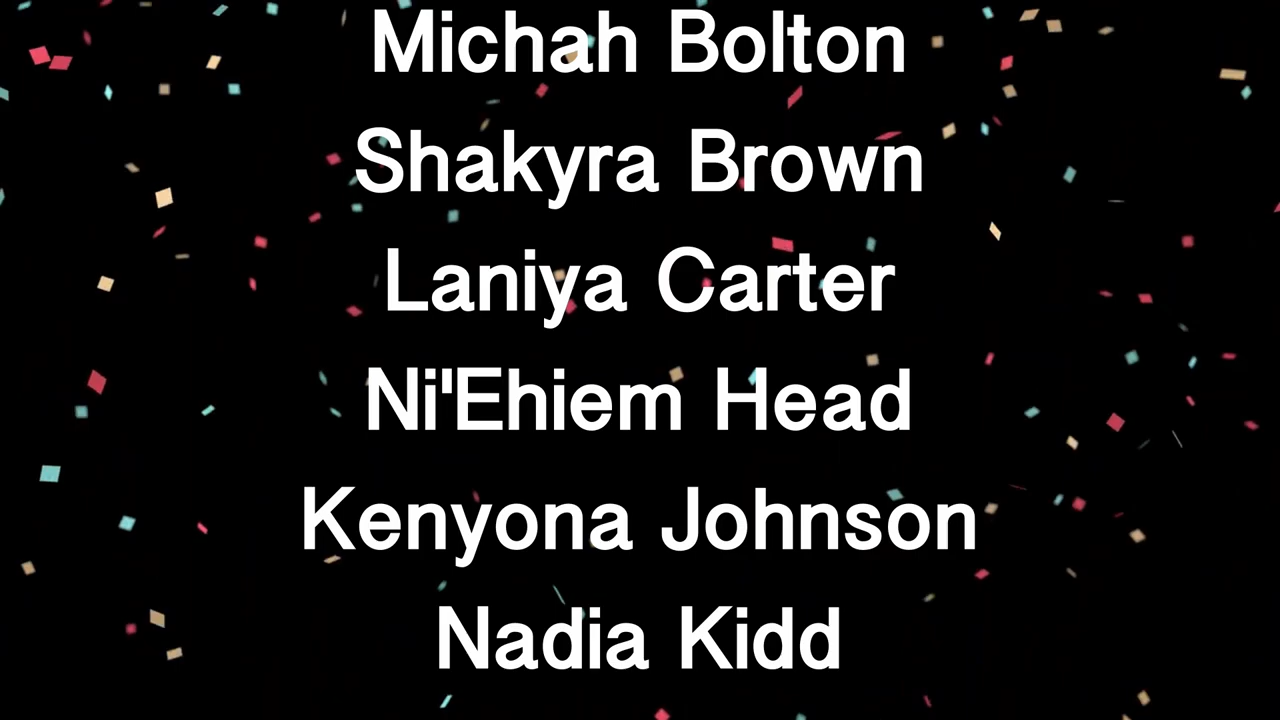 Michah Bolton
Shakyra Brown
Laniya Carter
Ni'Ehiem Head
Kenyona Johnson
Nadia Kidd